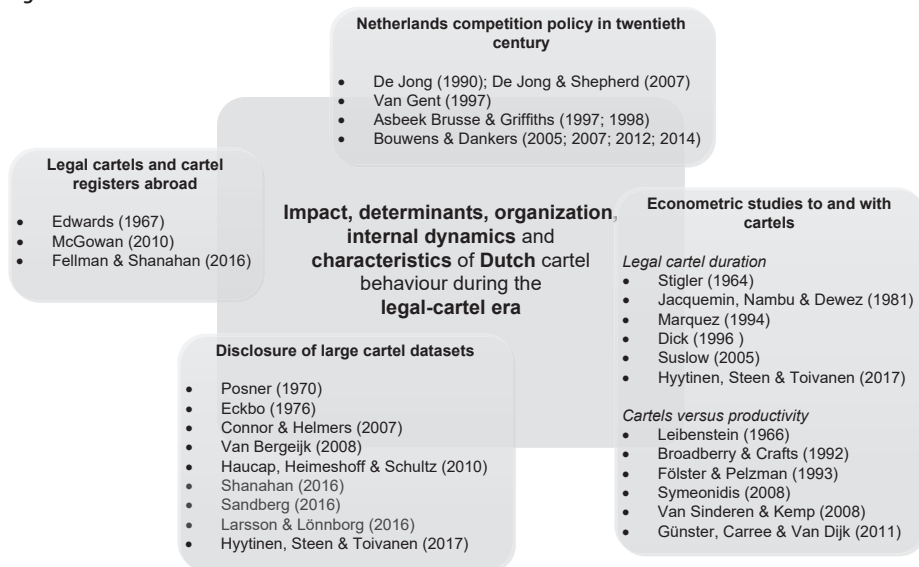 Netherlands competition policy in twentieth
century
• De Jong (1990); De Jong & Shepherd (2007)
• Van Gent (1997)
• Asbeek Brusse & Griffiths (1997; 1998)
• Bouwens & Dankers (2005; 2007; 2012; 2014)
Legal cartels and cartel
registers abroad
• Edwards (1967)
• McGowan (2010)
• Fellman & Shanahan (2016)
Impact, determinants, organization,
internal dynamics and
characteristics of Dutch cartel
behaviour during the
legal-cartel era
Econometric studies to and with
cartels
Legal cartel duration
• Stigler (1964)
• Jacquemin, Nambu & Dewez (1981)
• Marquez (1994)
• Dick (1996 )
• Suslow (2005)
• Hyytinen, Steen & Toivanen (2017)
Cartels versus productivity
• Leibenstein (1966)
• Broadberry & Crafts (1992)
• Fölster & Pelzman (1993)
• Symeonidis (2008)
• Van Sinderen & Kemp (2008)
• Günster, Carree & Van Dijk (2011)
Disclosure of large cartel datasets
• Posner (1970)
• Eckbo (1976)
• Connor & Helmers (2007)
• Van Bergeijk (2008)
• Haucap, Heimeshoff & Schultz (2010)
• Shanahan (2016)
• Sandberg (2016)
• Larsson & Lönnborg (2016)
• Hyytinen, Steen & Toivanen (2017)